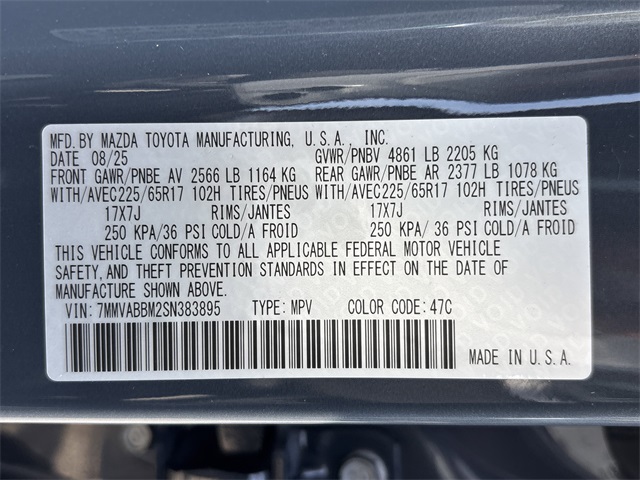 MFD. BY MAZDA TOYOTA MANUFACTURING, U.S.A., INC.
DATE 08/25 GVWR/PNBV 4861 LB 2205 KG
FRONT GAWR/PNBE AV 2566 LB 1164 KG REAR GAWR/PNBE AR 2377 LB 1078 KG
WITH/AVEC225/65R17 102H TIRES/PNEUS WITH/AVEC225/65R17 102H TIRES/PNEUS
17X7J RIMS/JANTES 17X7J RIMS/JANTES
250 KPA/36 PSI COLD/A FROID 250 KPA/ 36 PSI COLD/A FROID
THIS VEHICLE CONFORMS TO ALL APPLICABLE FEDERAL MOTOR VEHICLE
SAFETY, AND THEFT PREVENTION STANDARDS IN EFFECT ON THE DATE OF
MANUFACTURE SHOWN ABOVE.
VIN: 7MMVABBM2SN383895 TYPE: MPV COLOR CODE: 47C
MADE IN U.S.A.